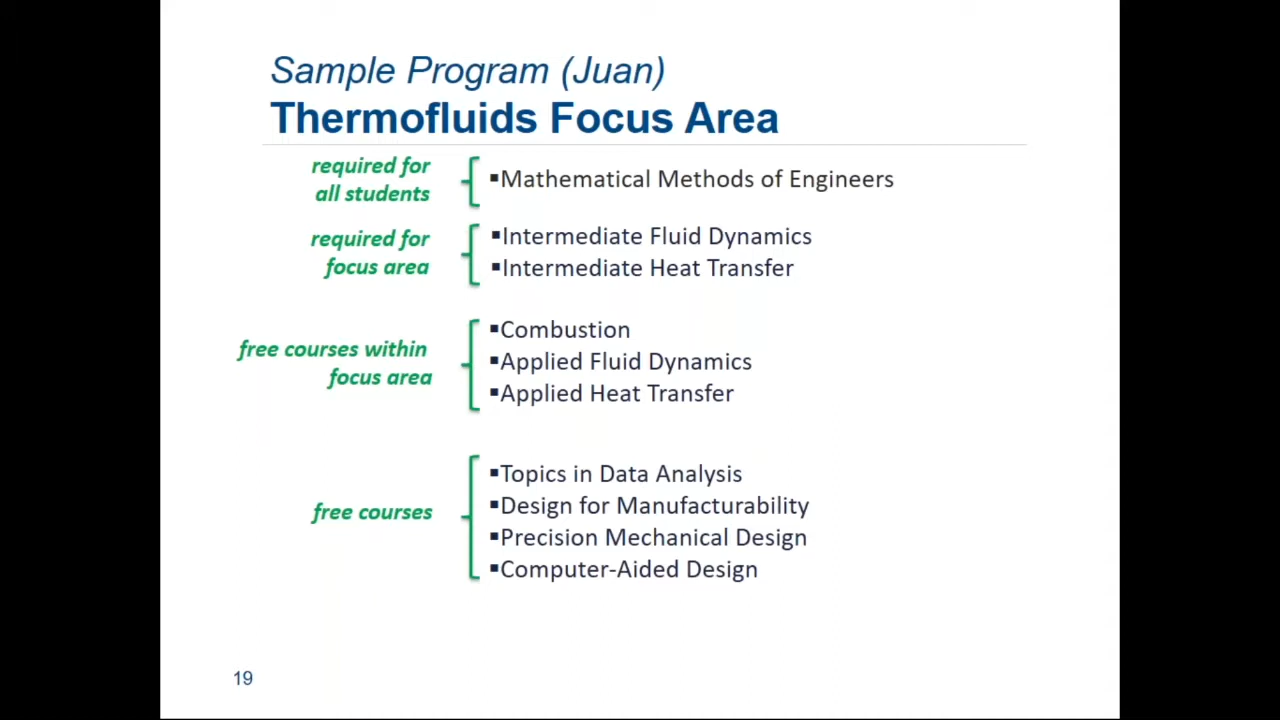 Sample Program (Juan)
Thermofluids Focus Area
required for
all students
▪Mathematical Methods of Engineers
required for
focus area
▪Intermediate Fluid Dynamics
▪Intermediate Heat Transfer
free courses within
focus area
▪Combustion
▪Applied Fluid Dynamics
▪Applied Heat Transfer
free courses
▪Topics in Data Analysis
▪Design for Manufacturability
▪Precision Mechanical Design
▪Computer-Aided Design
19